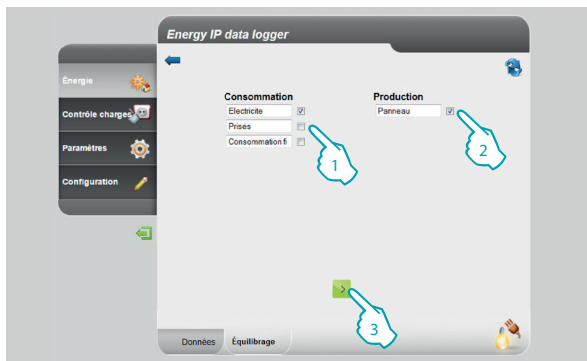 Energy IP data logger
Énergie
Contrôle charges
Paramètres
Configuration
Consommation
Electricite
Prises
Consommation fi
Production
Panneau
1
2
>
3
Données
Équilibrage